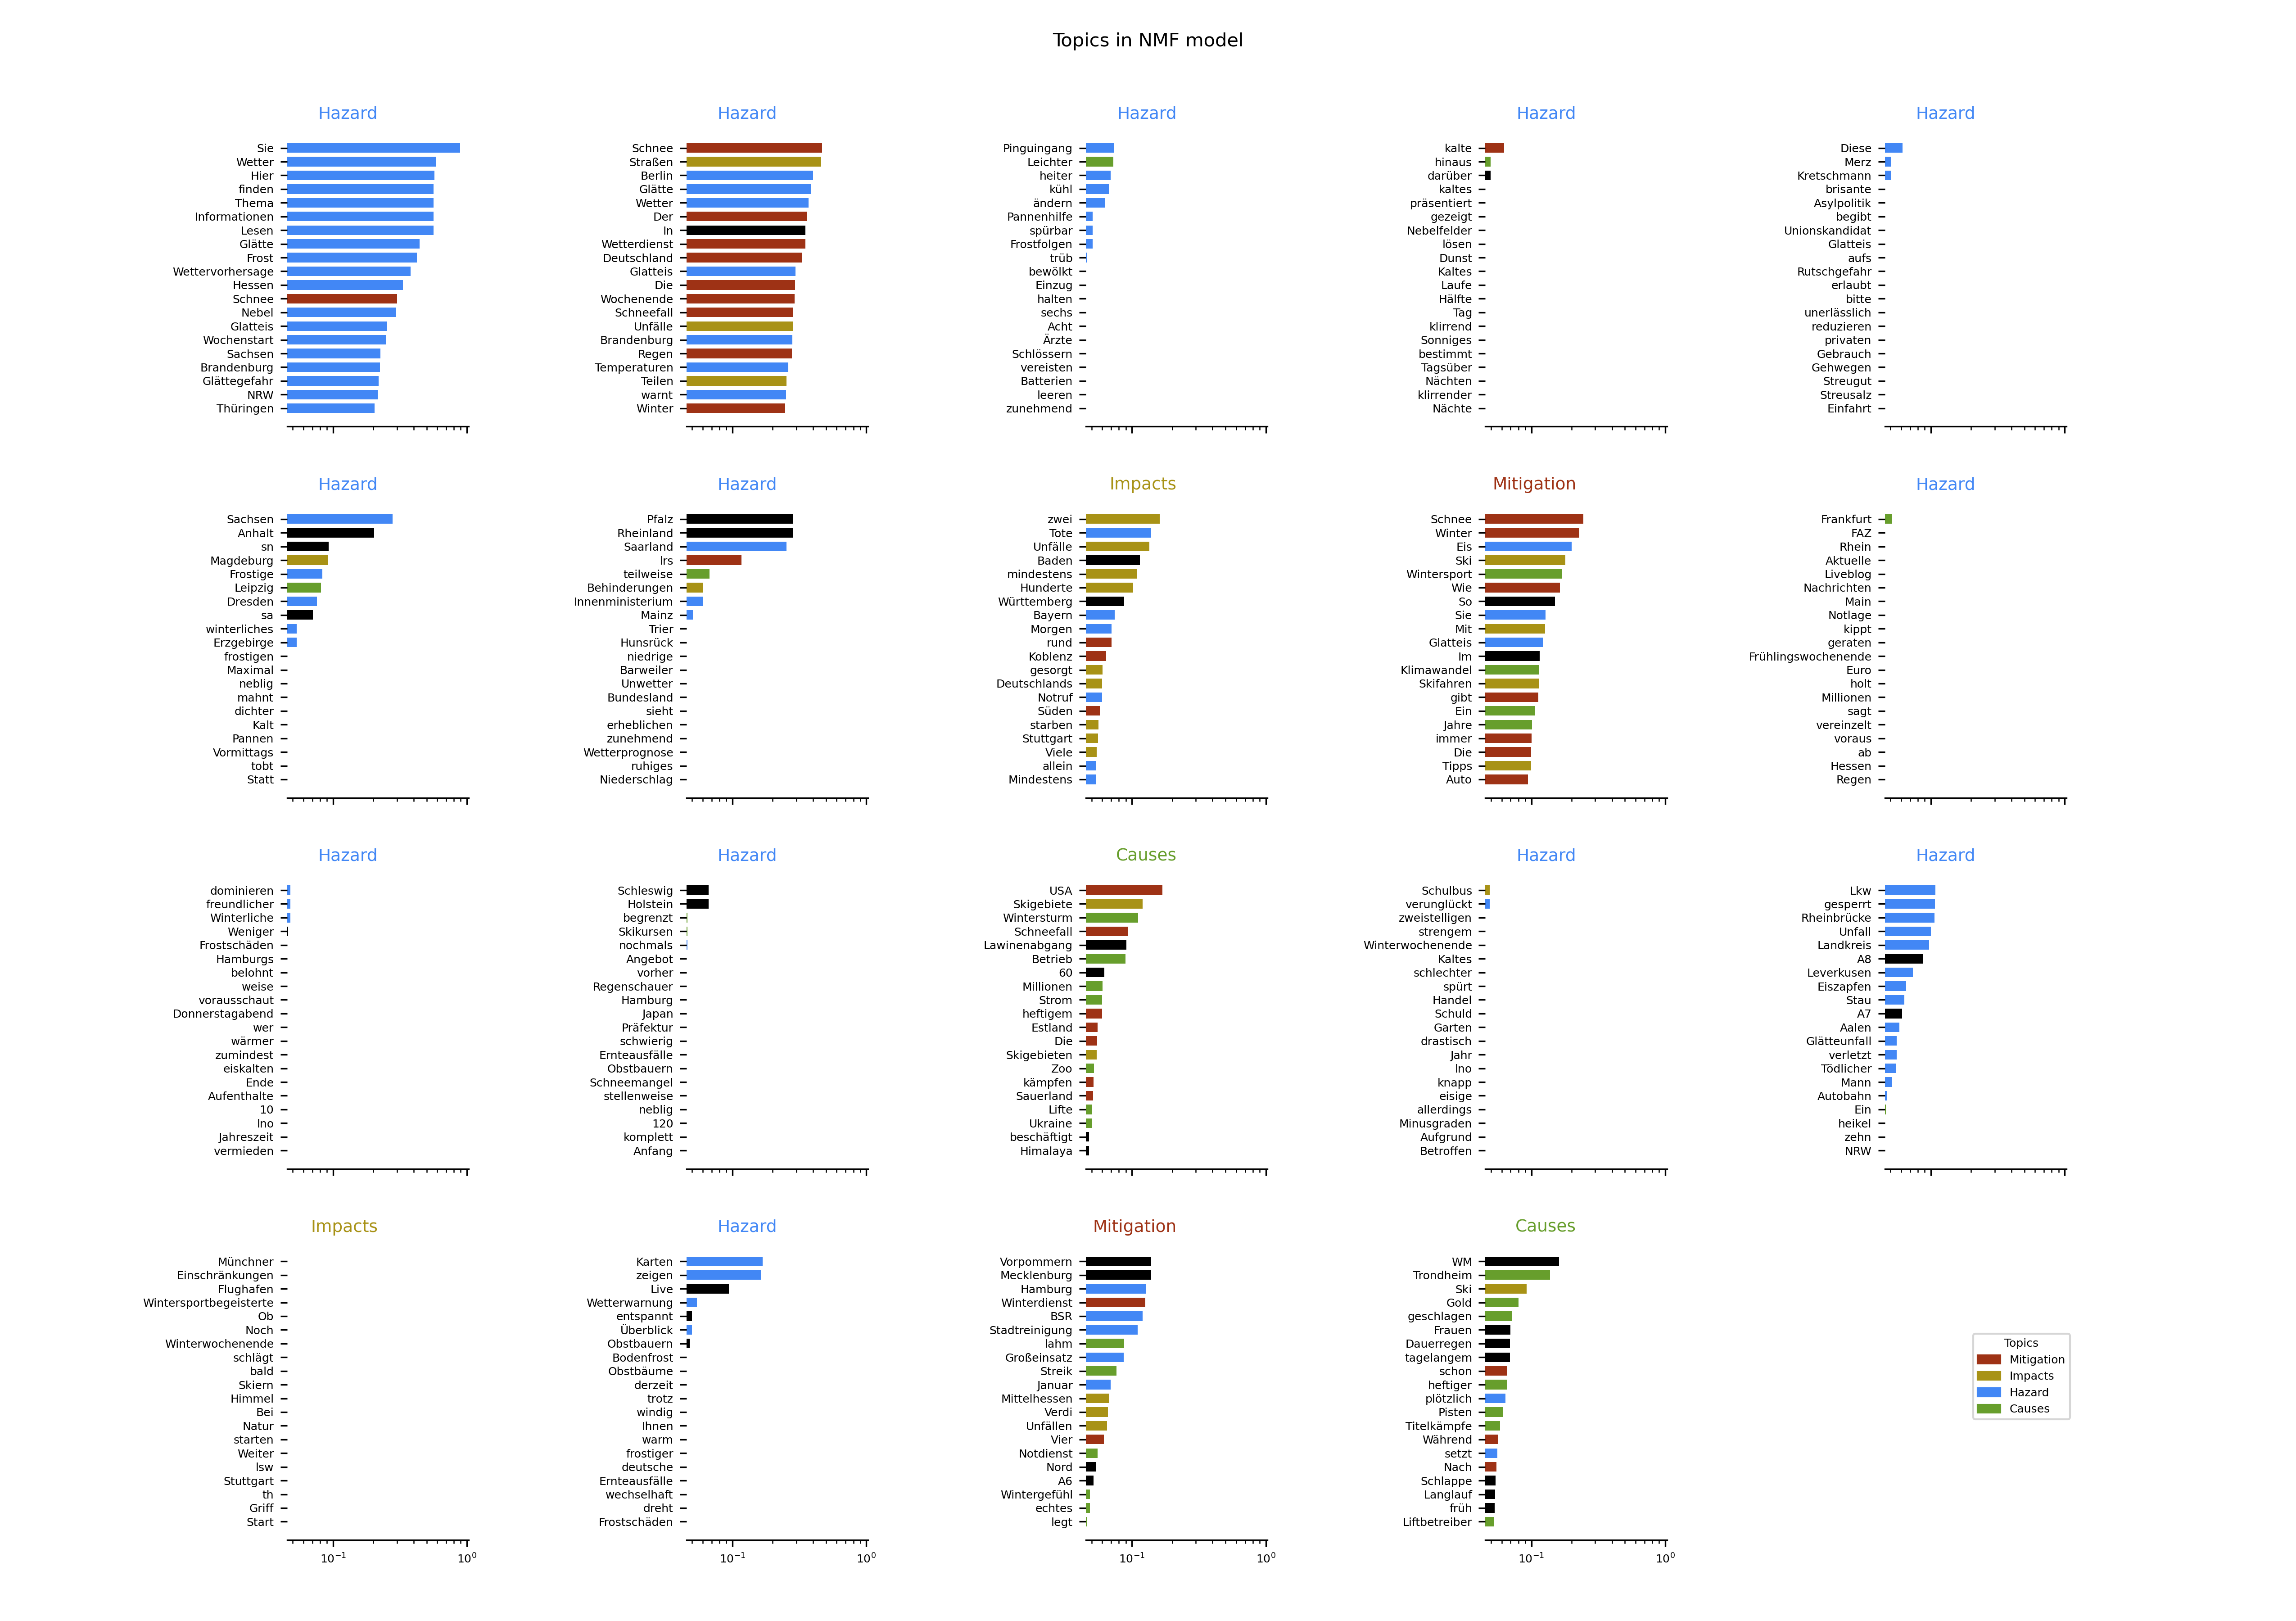 Topics in NMF model
Hazard
Sie
Wetter
Hier
finden
Thema
Informationen
Lesen
Glätte
Frost
Wettervorhersage
Hessen
Schnee
Nebel
Glatteis
Wochenstart
Sachsen
Brandenburg
Glättegefahr
NRW
Thüringen
Hazard
Schnee
Straßen
Berlin
Glätte
Wetter
Der
In
Wetterdienst
Deutschland
Glatteis
Die
Wochenende
Schneefall
Unfälle
Brandenburg
Regen
Temperaturen
Teilen
warnt
Winter
Hazard
Pinguingang
Leichter
heiter
kühl
ändern
Pannenhilfe
spürbar
Frostfolgen
trüb
bewölkt
Einzug
halten
sechs
Acht
Ärzte
Schlössern
vereisten
Batterien
leeren
zunehmend
Hazard
kalte
hinaus
darüber
kaltes
präsentiert
gezeigt
Nebelfelder
lösen
Dunst
Kaltes
Laufe
Hälfte
Tag
klirrend
Sonniges
bestimmt
Tagsüber
Nächten
klirrender
Nächte
Hazard
Diese
Merz
Kretschmann
brisante
Asylpolitik
begibt
Unionskandidat
Glatteis
aufs
Rutschgefahr
erlaubt
bitte
unerlässlich
reduzieren
privaten
Gebrauch
Gehwegen
Streugut
Streusalz
Einfahrt
Hazard
Sachsen
Anhalt
sn
Magdeburg
Frostige
Leipzig
Dresden
sa
winterliches
Erzgebirge
frostigen
Maximal
neblig
mahnt
dichter
Kalt
Pannen
Vormittags
tobt
Statt
Hazard
Pfalz
Rheinland
Saarland
lrs
teilweise
Behinderungen
Innenministerium
Mainz
Trier
Hunsrück
niedrige
Barweiler
Unwetter
Bundesland
sieht
erheblichen
zunehmend
Wetterprognose
ruhiges
Niederschlag
Impacts
zwei
Tote
Unfälle
Baden
mindestens
Hunderte
Württemberg
Bayern
Morgen
rund
Koblenz
gesorgt
Deutschlands
Notruf
Süden
starben
Stuttgart
Viele
allein
Mindestens
Mitigation
Schnee
Winter
Eis
Ski
Wintersport
Wie
So
Sie
Mit
Glatteis
Im
Klimawandel
Skifahren
gibt
Ein
Jahre
immer
Die
Tipps
Auto
Hazard
Frankfurt
FAZ
Rhein
Aktuelle
Liveblog
Nachrichten
Main
Notlage
kippt
geraten
Frühlingswochenende
Euro
holt
Millionen
sagt
vereinzelt
voraus
ab
Hessen
Regen
Hazard
dominieren
freundlicher
Winterliche
Weniger
Frostschäden
Hamburgs
belohnt
weise
vorausschaut
Donnerstagabend
wer
wärmer
zumindest
eiskalten
Ende
Aufenthalte
10
lno
Jahreszeit
vermieden
Hazard
Schleswig
Holstein
begrenzt
Skikursen
nochmals
Angebot
vorher
Regenschauer
Hamburg
Japan
Präfektur
schwierig
Ernteausfälle
Obstbauern
Schneemangel
stellenweise
neblig
120
komplett
Anfang
Causes
USA
Skigebiete
Wintersturm
Schneefall
Lawinenabgang
Betrieb
60
Millionen
Strom
heftigem
Estland
Die
Skigebieten
Zoo
kämpfen
Sauerland
Lifte
Ukraine
beschäftigt
Himalaya
Hazard
Schulbus
verunglückt
zweistelligen
strengem
Winterwochenende
Kaltes
schlechter
spürt
Handel
Schuld
Garten
drastisch
Jahr
lno
knapp
eisige
allerdings
Minusgraden
Aufgrund
Betroffen
Hazard
Lkw
gesperrt
Rheinbrücke
Unfall
Landkreis
A8
Leverkusen
Eiszapfen
Stau
A7
Aalen
Glätteunfall
verletzt
Tödlicher
Mann
Autobahn
Ein
heikel
zehn
NRW
Impacts
Münchner
Einschränkungen
Flughafen
Wintersportbegeisterte
Ob
Noch
Winterwochenende
schlägt
bald
Skiern
Himmel
Bei
Natur
starten
Weiter
lsw
Stuttgart
th
Griff
Start
10⁻¹ 10⁰
Hazard
Karten
zeigen
Live
Wetterwarnung
entspannt
Überblick
Obstbauern
Bodenfrost
Obstbäume
derzeit
trotz
windig
Ihnen
warm
frostiger
deutsche
Ernteausfälle
wechselhaft
dreht
Frostschäden
10⁻¹ 10⁰
Mitigation
Vorpommern
Mecklenburg
Hamburg
Winterdienst
BSR
Stadtreinigung
lahm
Großeinsatz
Streik
Januar
Mittelhessen
Verdi
Unfällen
Vier
Notdienst
Nord
A6
Wintergefühl
echtes
legt
10⁻¹ 10⁰
Causes
WM
Trondheim
Ski
Gold
geschlagen
Frauen
Dauerregen
tagelangem
schon
heftiger
plötzlich
Pisten
Titelkämpfe
Während
setzt
Nach
Schlappe
Langlauf
früh
Liftbetreiber
10⁻¹ 10⁰
Topics
Mitigation
Impacts
Hazard
Causes